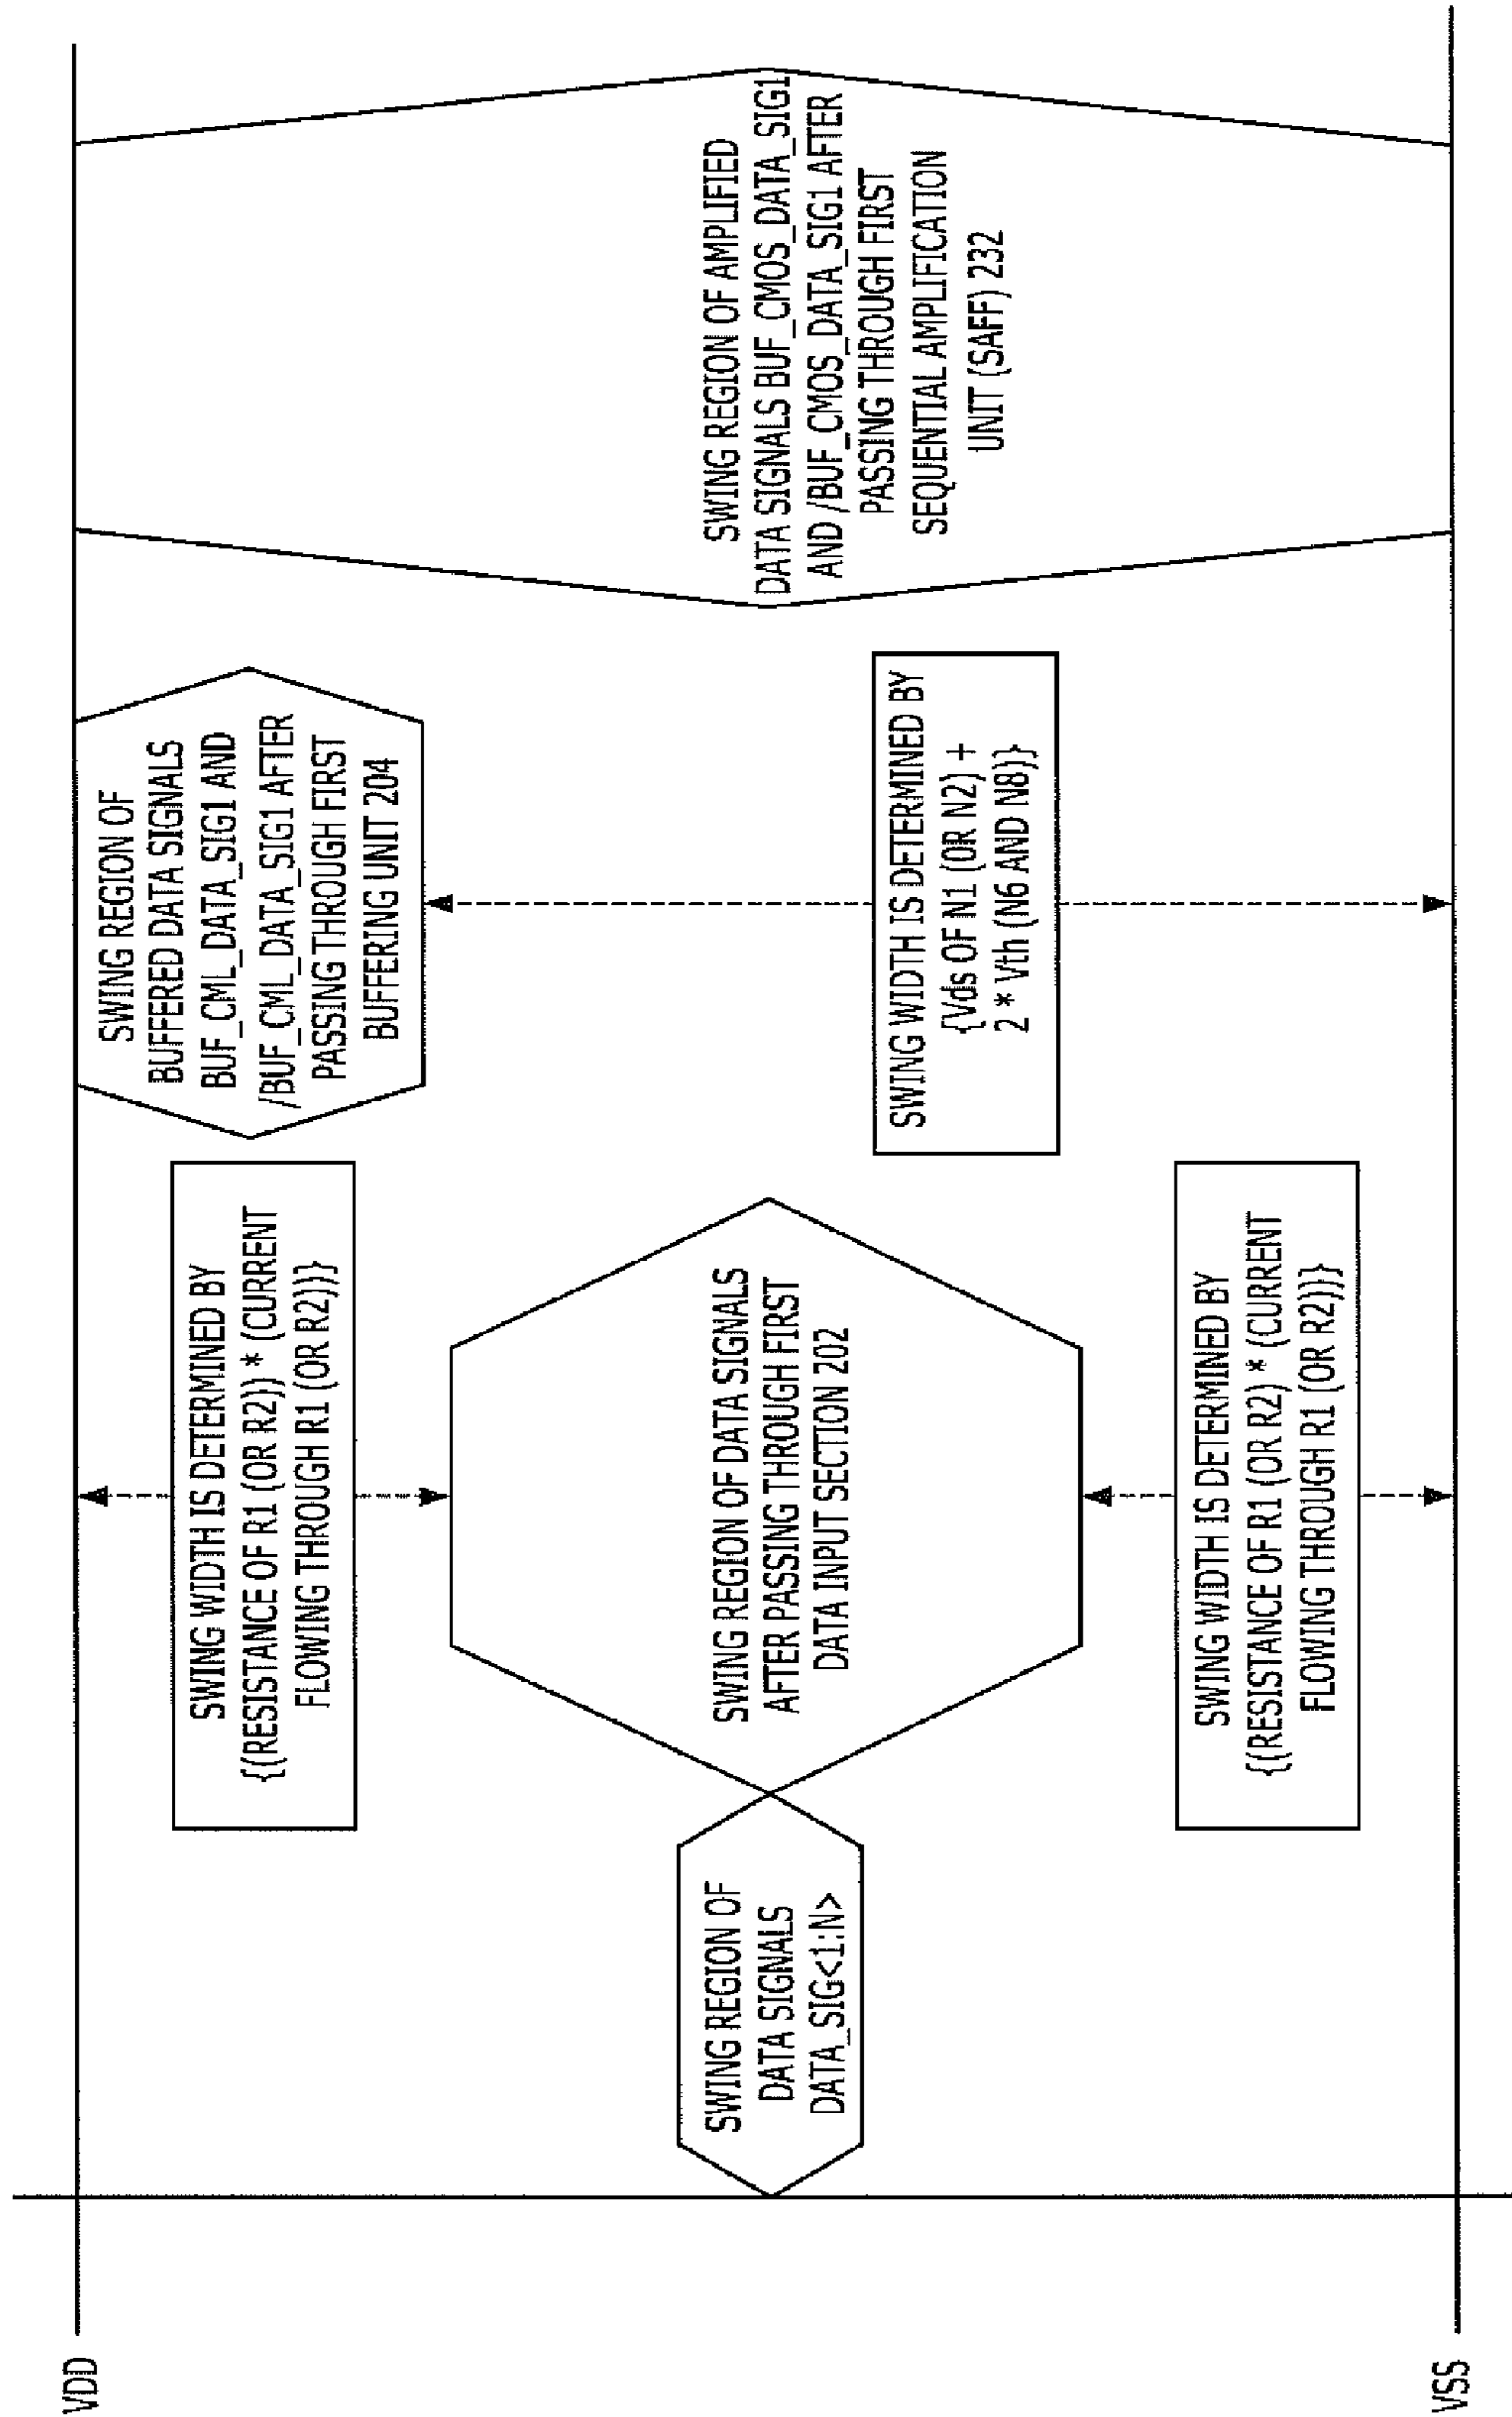 VDD
VSS
SWING REGION OF
DATA SIGNALS
DATA_SIG<1:N>
SWING WIDTH IS DETERMINED BY
{(RESISTANCE OF R1 (OR R2)) * (CURRENT
FLOWING THROUGH R1 (OR R2))}
SWING REGION OF DATA SIGNALS
AFTER PASSING THROUGH FIRST
DATA INPUT SECTION 202
SWING WIDTH IS DETERMINED BY
{(RESISTANCE OF R1 (OR R2) * (CURRENT
FLOWING THROUGH R1 (OR R2))}
SWING REGION OF
BUFFERED DATA SIGNALS
BUF_CML_DATA_SIG1 AND
/BUF_CML_DATA_SIG1 AFTER
PASSING THROUGH FIRST
BUFFERING UNIT 204
SWING WIDTH IS DETERMINED BY
{Vds OF N1 (OR N2) +
2 * Vth (N6 AND N8)}
SWING REGION OF AMPLIFIED
DATA SIGNALS BUF_CMOS_DATA_SIG1
AND /BUF_CMOS_DATA_SIG1 AFTER
PASSING THROUGH FIRST
SEQUENTIAL AMPLIFICATION
UNIT (SAFF) 232